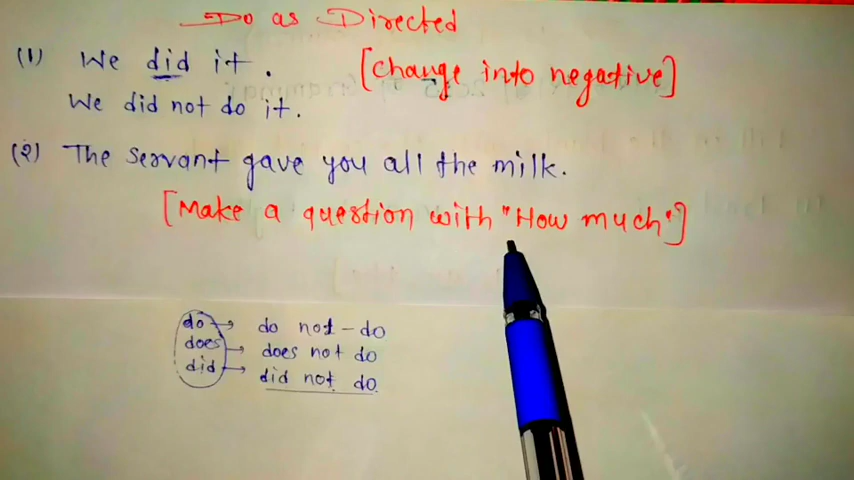 Do as Directed
(1) We did it. [Change into negative]
We did not do it.
(2) The servant gave you all the milk.
[Make a question with "How much"]
do → do not - do
does → does not do
did → did not do